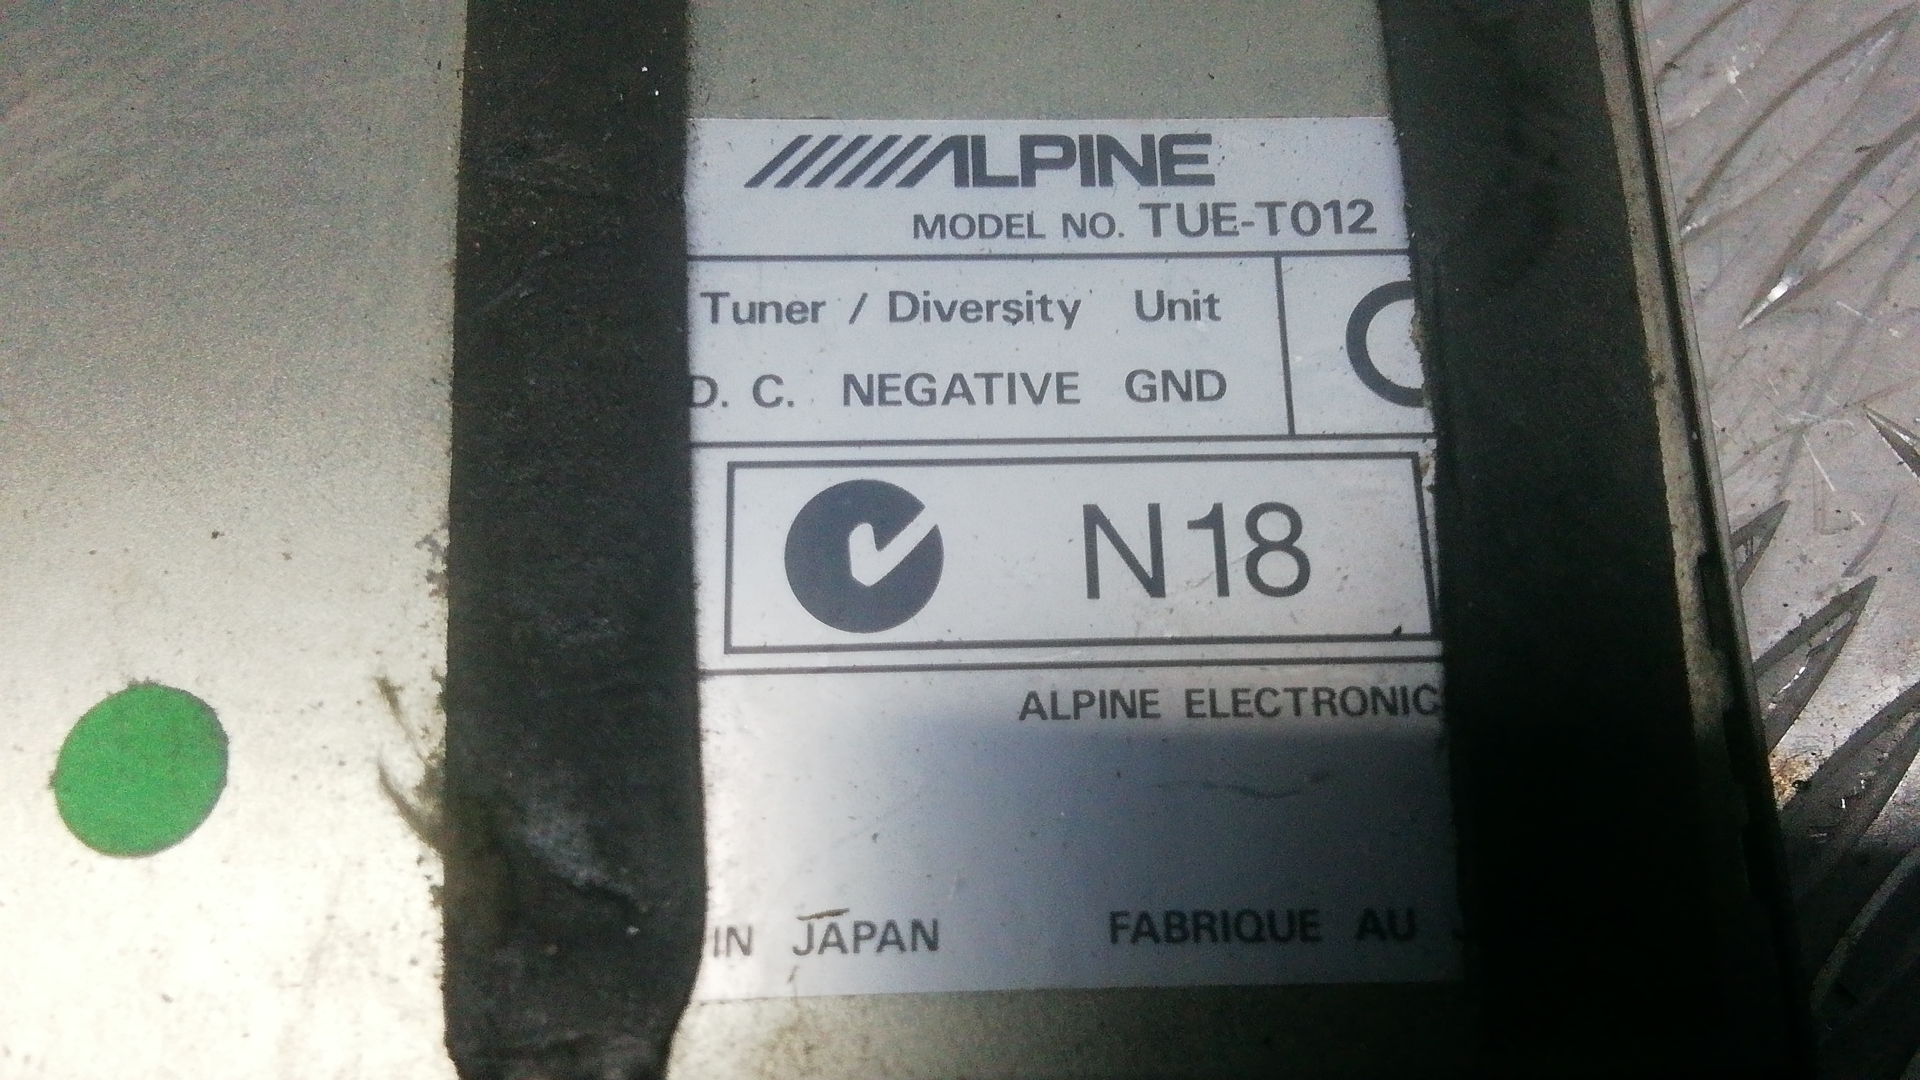 ALPINE
MODEL NO. TUE-T012
Tuner / Diversity Unit
D. C. NEGATIVE GND
N18
ALPINE ELECTRONIC
IN JAPAN FABRIQUE AU